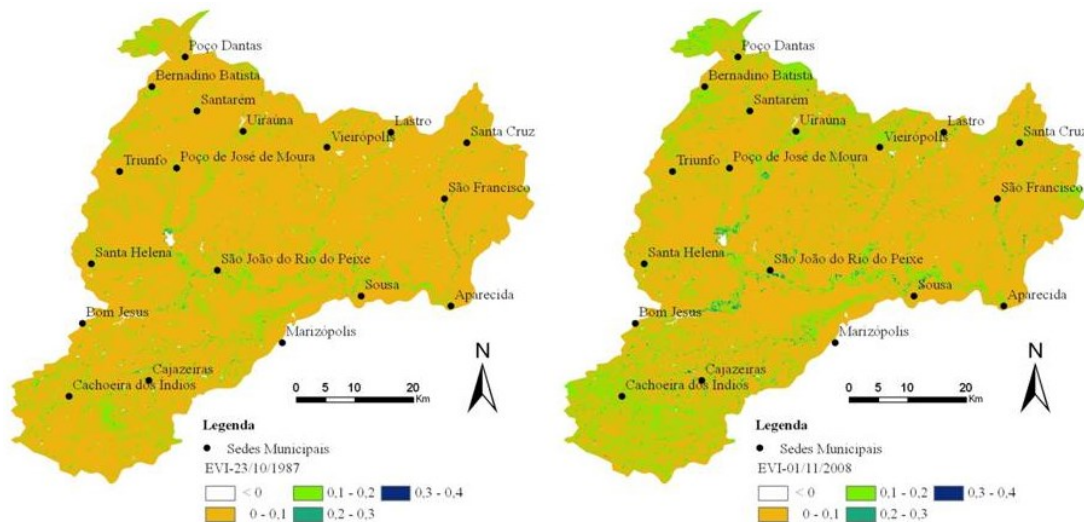 Poço Dantas
Bernadino Batista
Santarém
Uiraúna
Lastro
Vieirópolis
Santa Cruz
Triunfo
Poço de José de Moura
São Francisco
Santa Helena
São João do Rio do Peixe
Sousa
Aparecida
Bom Jesus
Marizópolis
Cajazeiras
Cachoeira dos Indios
N
0 10 20
Km
Legenda
Sedes Municipais
EVI-23/10/1987
< 0
0,1 - 0,2
0,3 - 0,4
0 - 0,1
0,2 - 0,3
Poço Dantas
Bernadino Batista
Santarém
Uiraúna
Lastro
Vieirópolis
Santa Cruz
Triunfo
Poço de José de Moura
São Francisco
Santa Helena
São João do Rio do Peixe
Sousa
Aparecida
Bom Jesus
Marizópolis
Cajazeiras
Cachoeira dos Indios
N
0 10 20
Km
Legenda
Sedes Municipais
EVI-01/11/2008
< 0
0,1 - 0,2
0,3 - 0,4
0 - 0,1
0,2 - 0,3